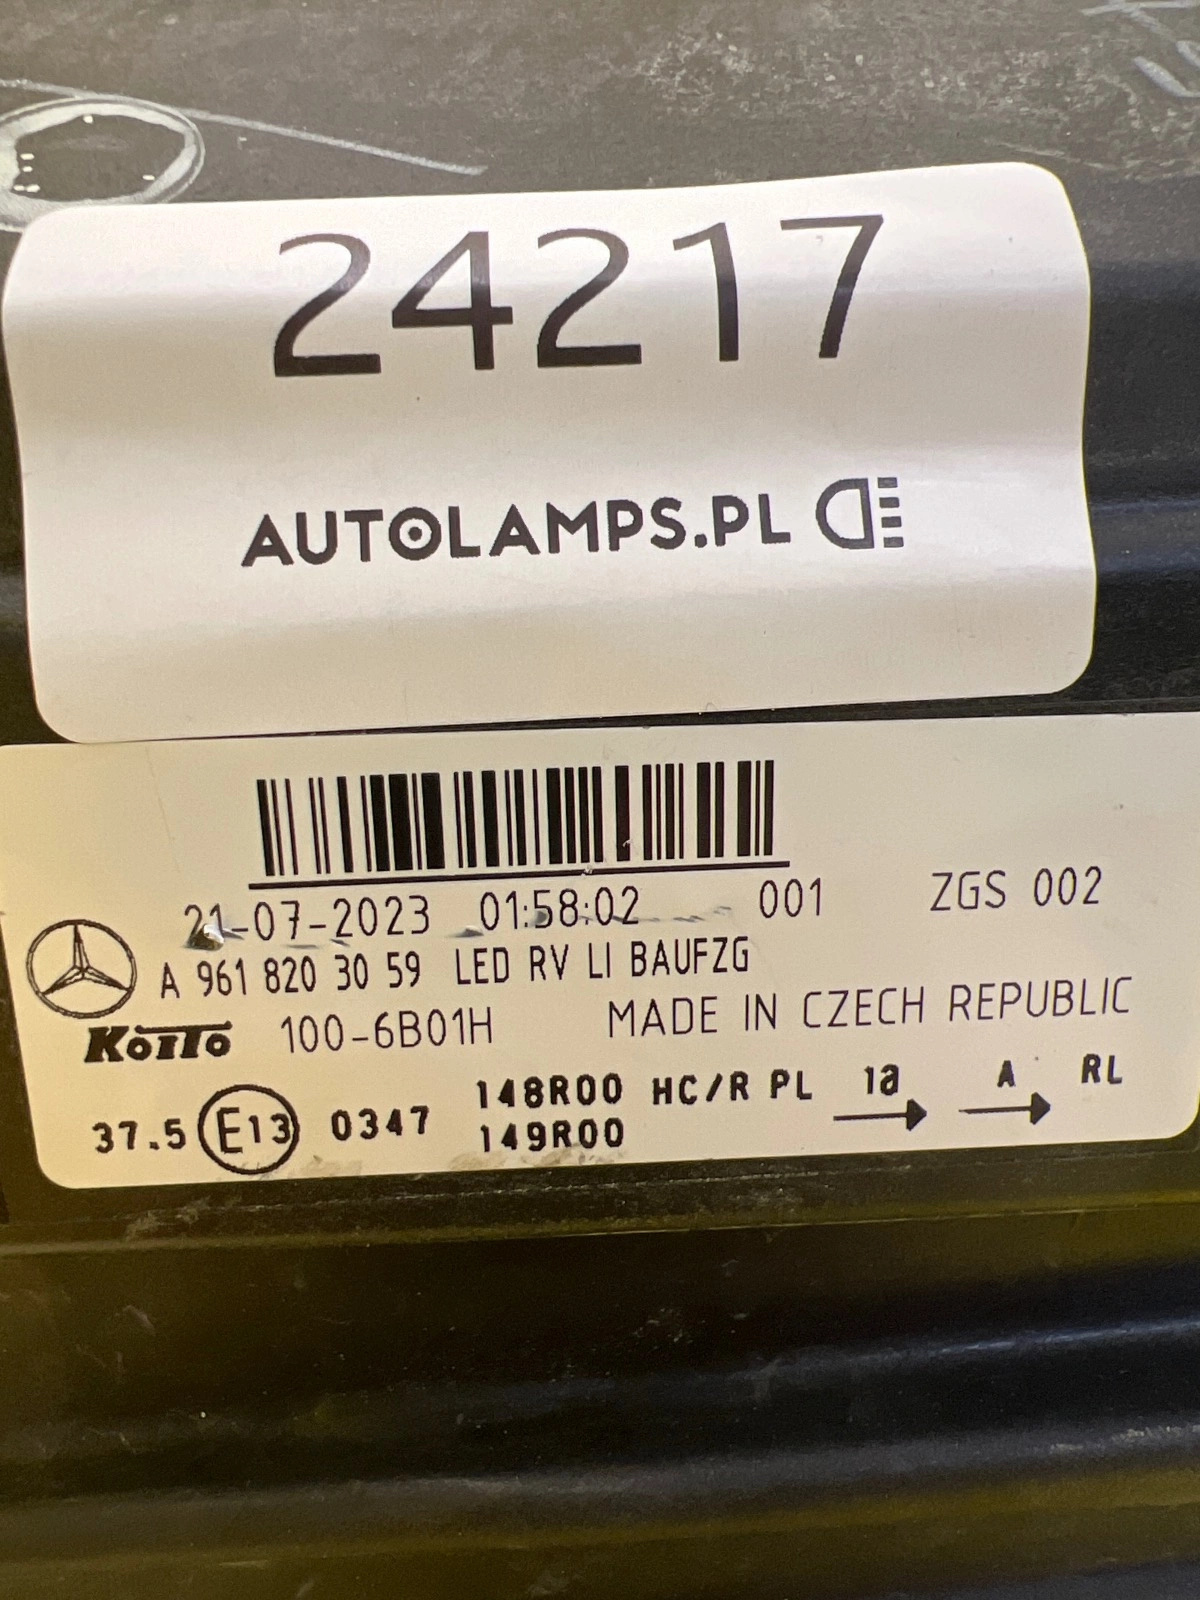 24217
AUTOLAMPS.PL
21-07-2023 01:58:02 001 ZGS 002
A 961 820 30 59 LED RV LI BAUFZG
KOITO 100-6B01H MADE IN CZECH REPUBLIC
37.5 E13 0347 148R00 HC/R PL 1a A RL
149R00